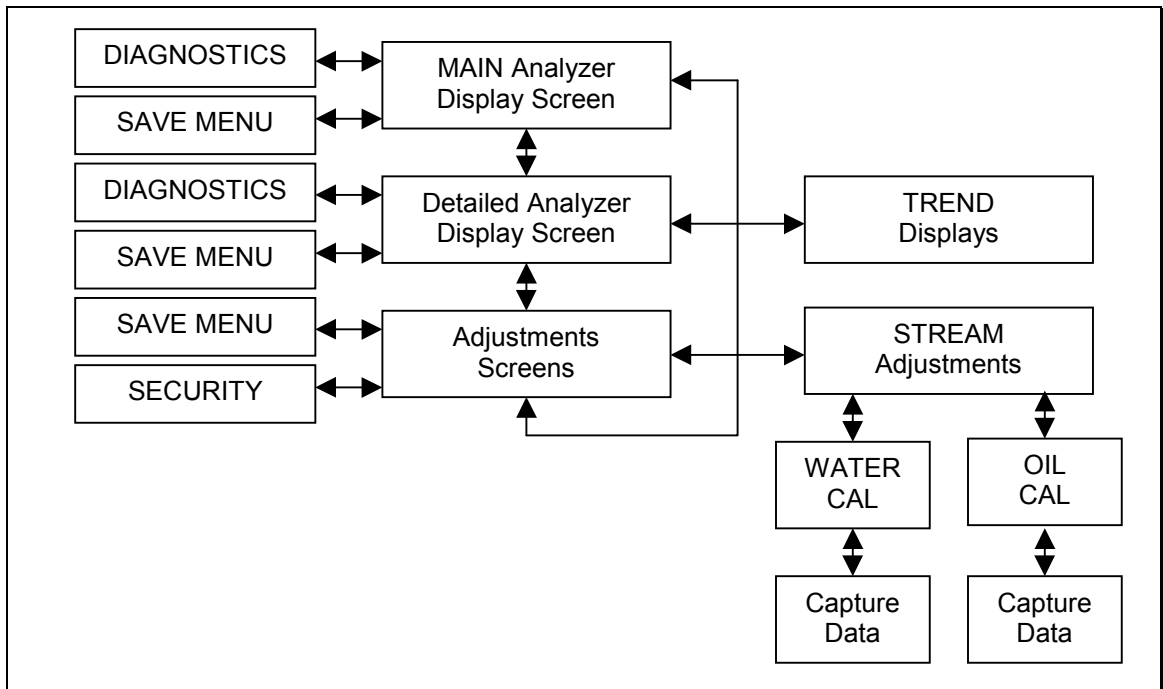 DIAGNOSTICS
SAVE MENU
DIAGNOSTICS
SAVE MENU
SAVE MENU
SECURITY
MAIN Analyzer
Display Screen
Detailed Analyzer
Display Screen
Adjustments
Screens
TREND
Displays
STREAM
Adjustments
WATER
CAL
OIL
CAL
Capture
Data
Capture
Data